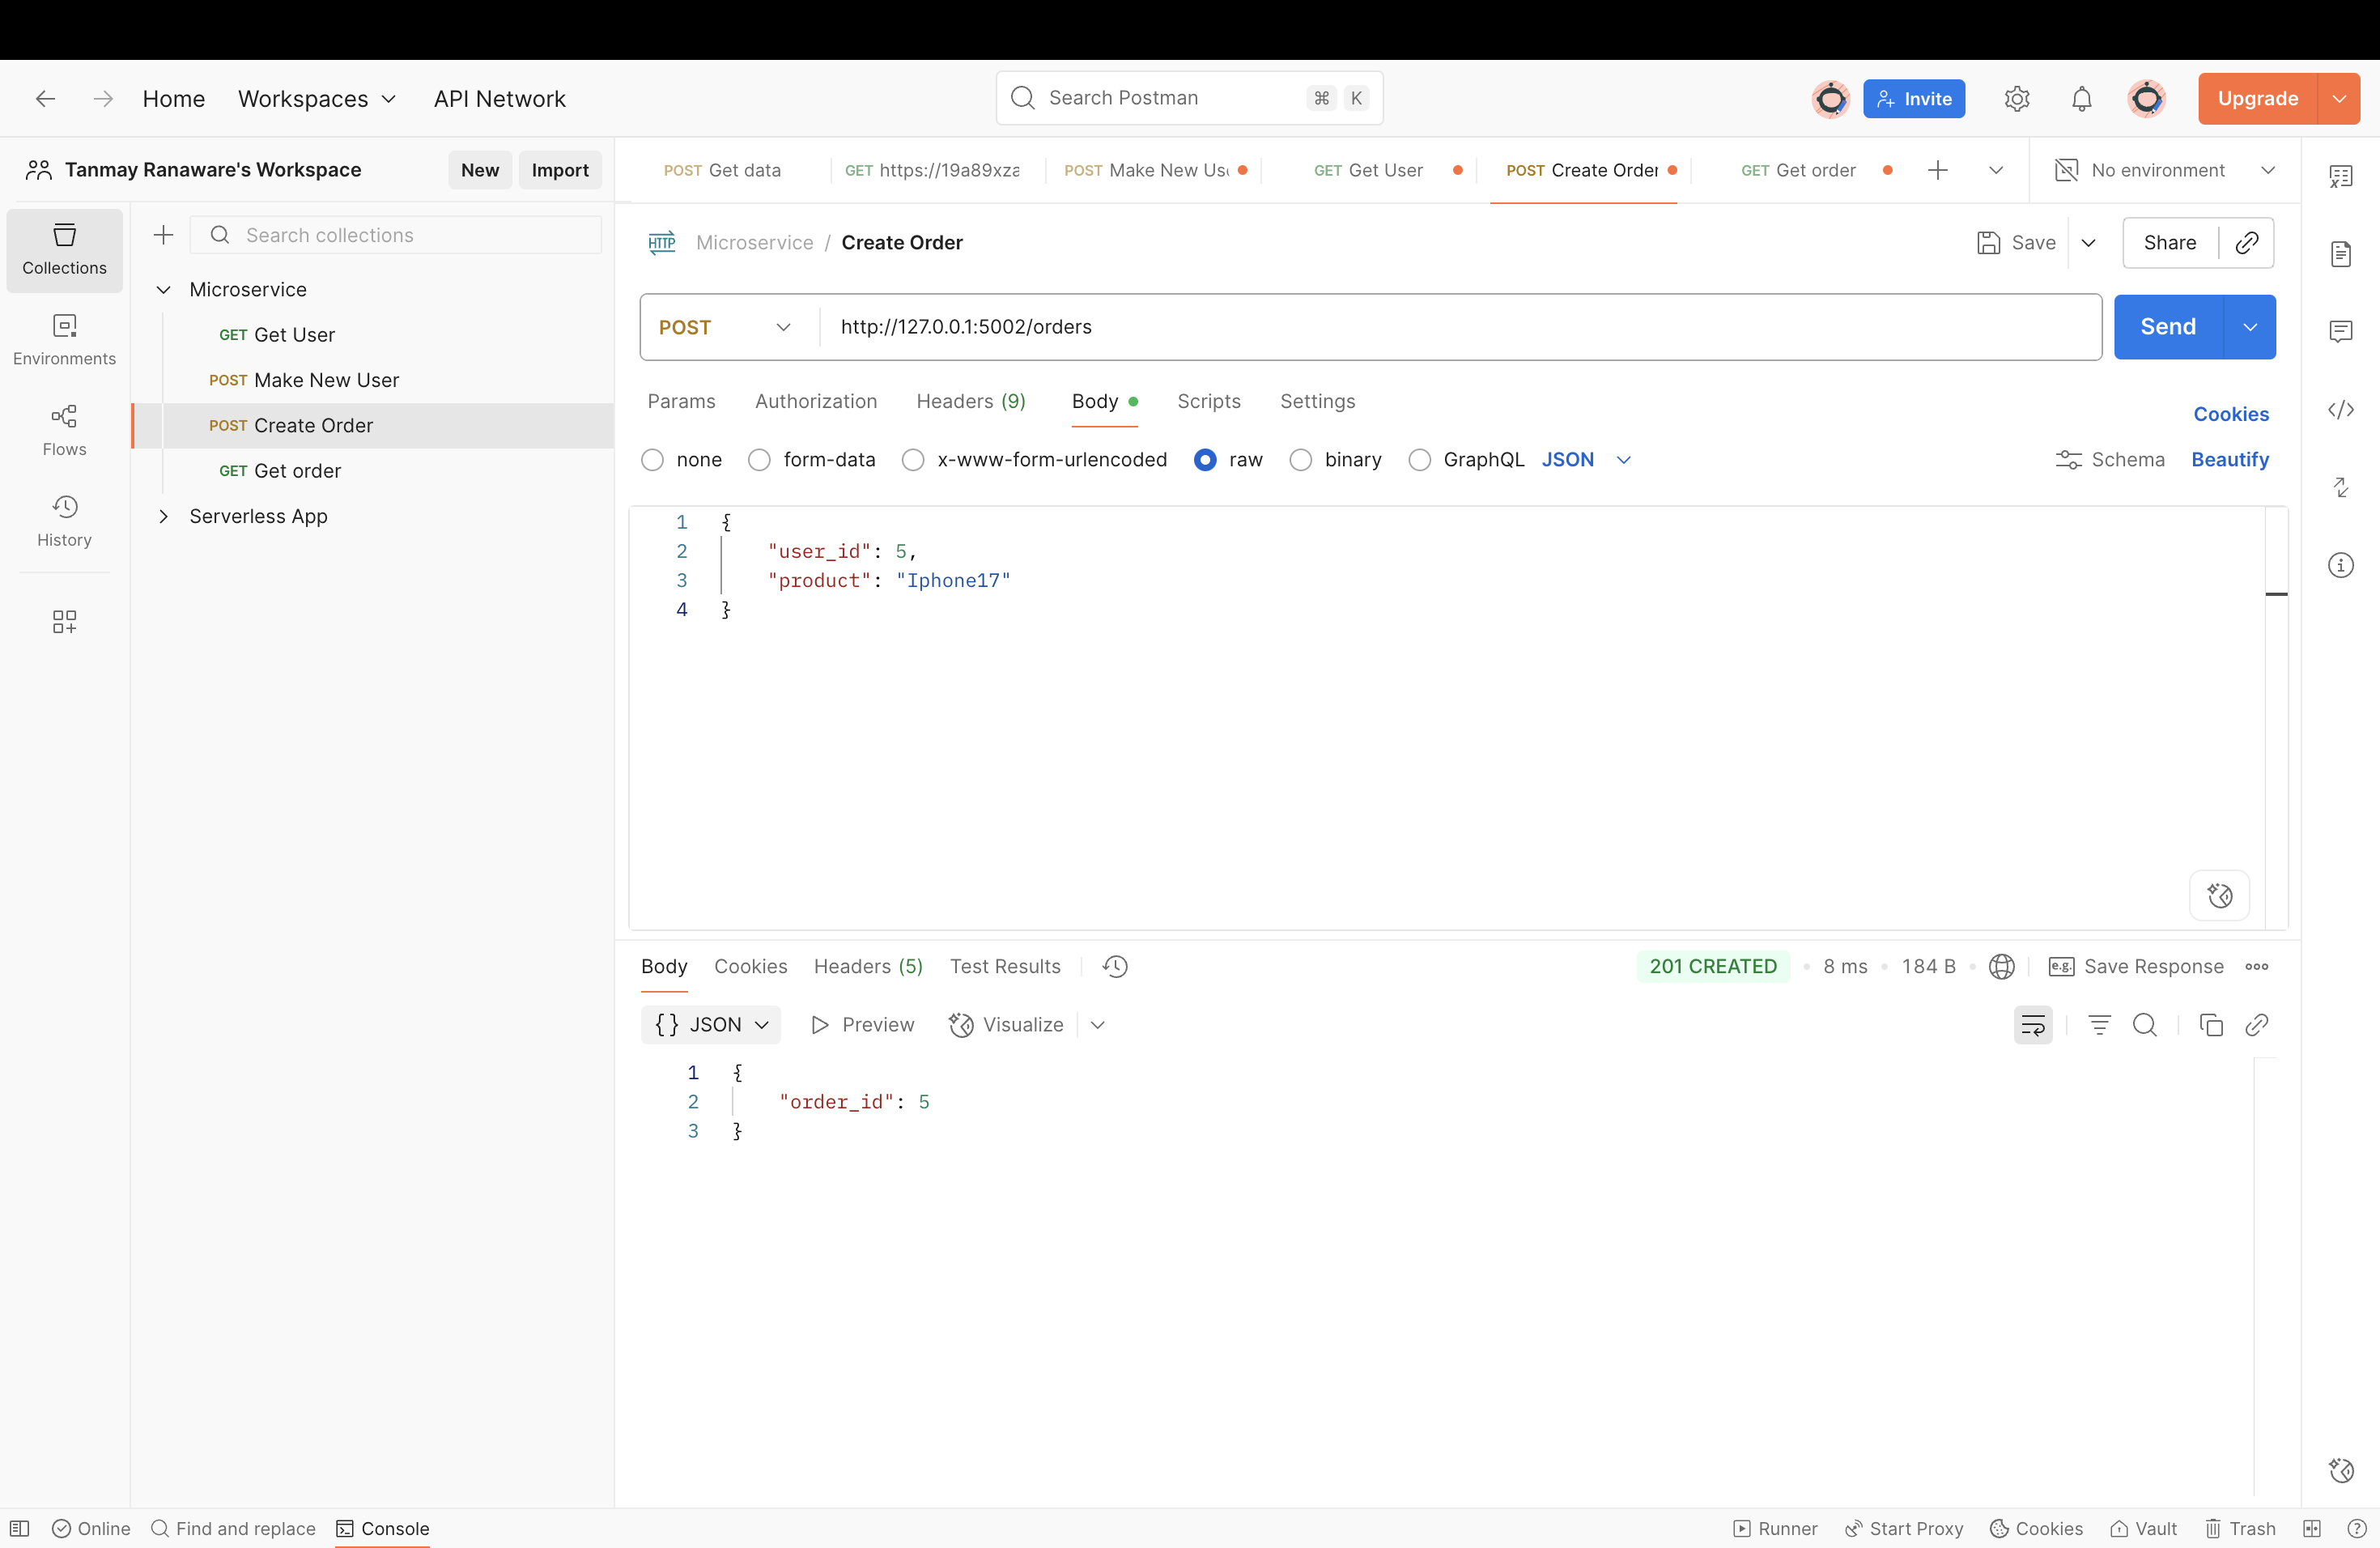 Home Workspaces API Network Search Postman ⌘ K Invite Upgrade
Tanmay Ranaware's Workspace New Import
POST Get data GET https://19a89xza POST Make New Us GET Get User POST Create Order GET Get order No environment
Collections
Environments
Flows
History
Search collections
Microservice
GET Get User
POST Make New User
POST Create Order
GET Get order
Serverless App
HTTP Microservice / Create Order Save Share
POST http://127.0.0.1:5002/orders Send
Params Authorization Headers (9) Body Scripts Settings Cookies
none form-data x-www-form-urlencoded raw binary GraphQL JSON Schema Beautify
1 {
2 "user_id": 5,
3 "product": "Iphone17"
4 }
Body Cookies Headers (5) Test Results 201 CREATED 8 ms 184 B e.g. Save Response
{} JSON Preview Visualize
1 {
2 "order_id": 5
3 }
Online Find and replace Console Runner Start Proxy Cookies Vault Trash